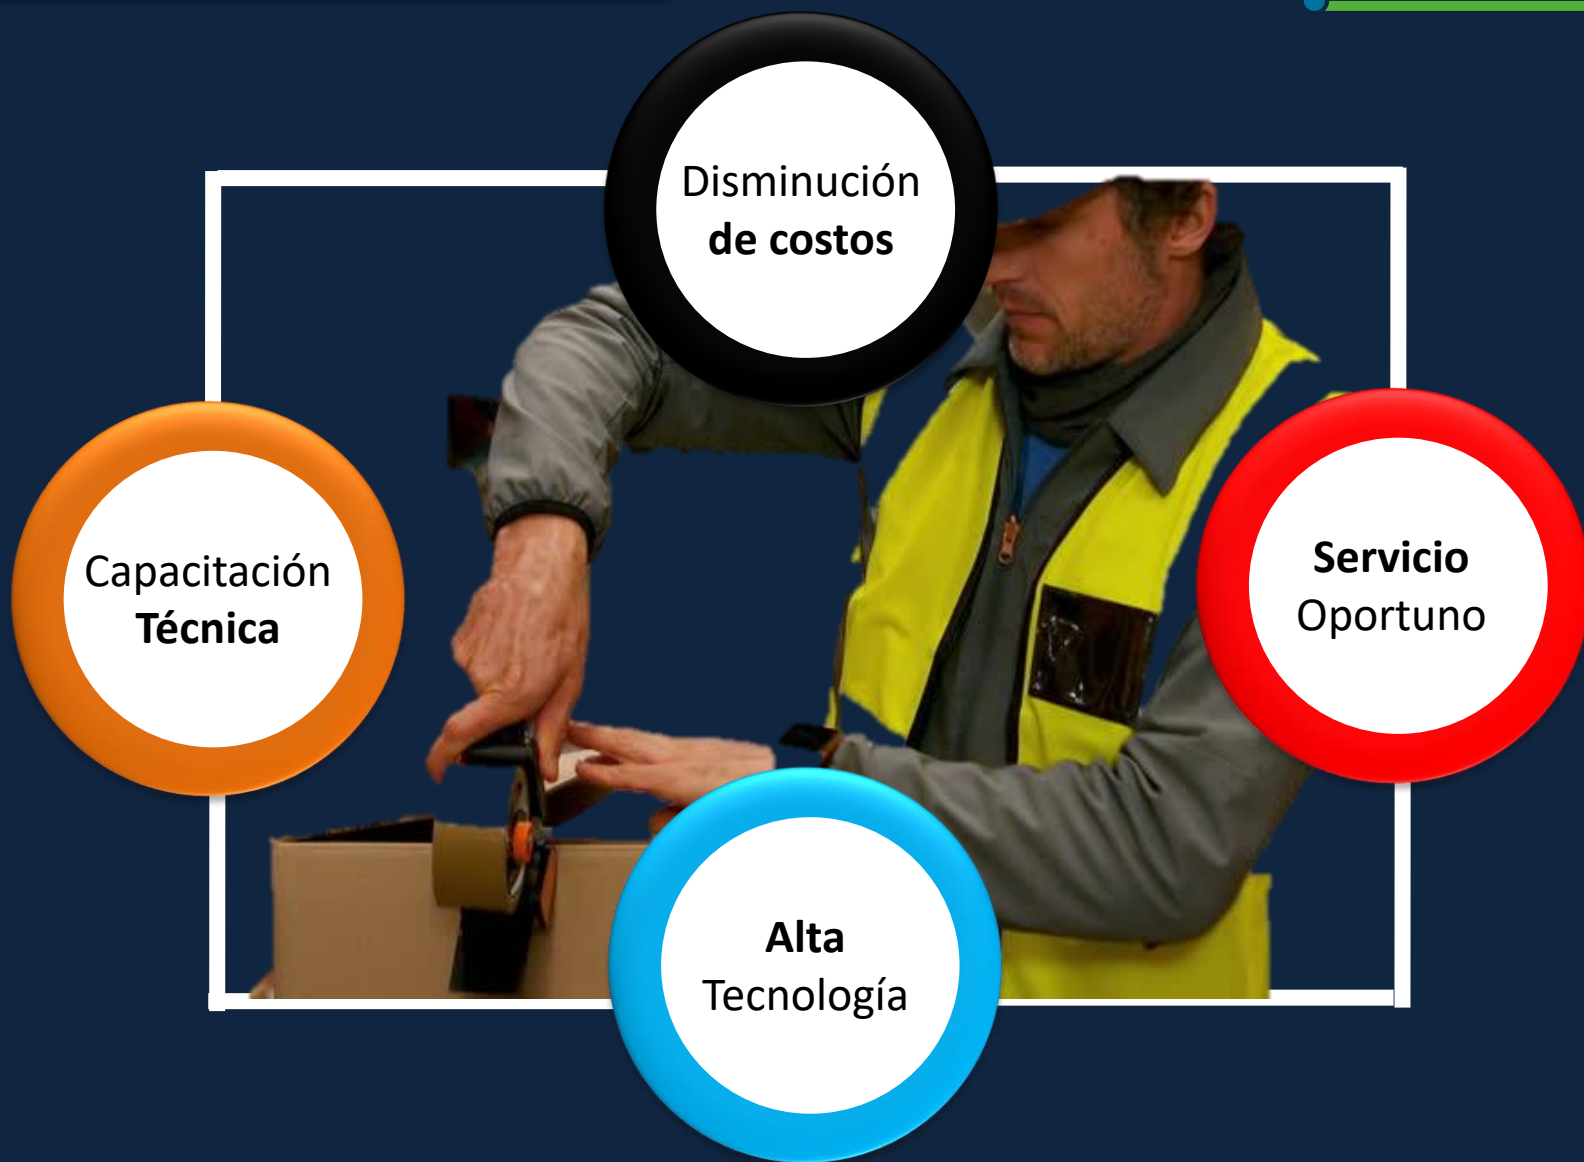 Disminución
de costos
Capacitación
Técnica
Servicio
Oportuno
Alta
Tecnología